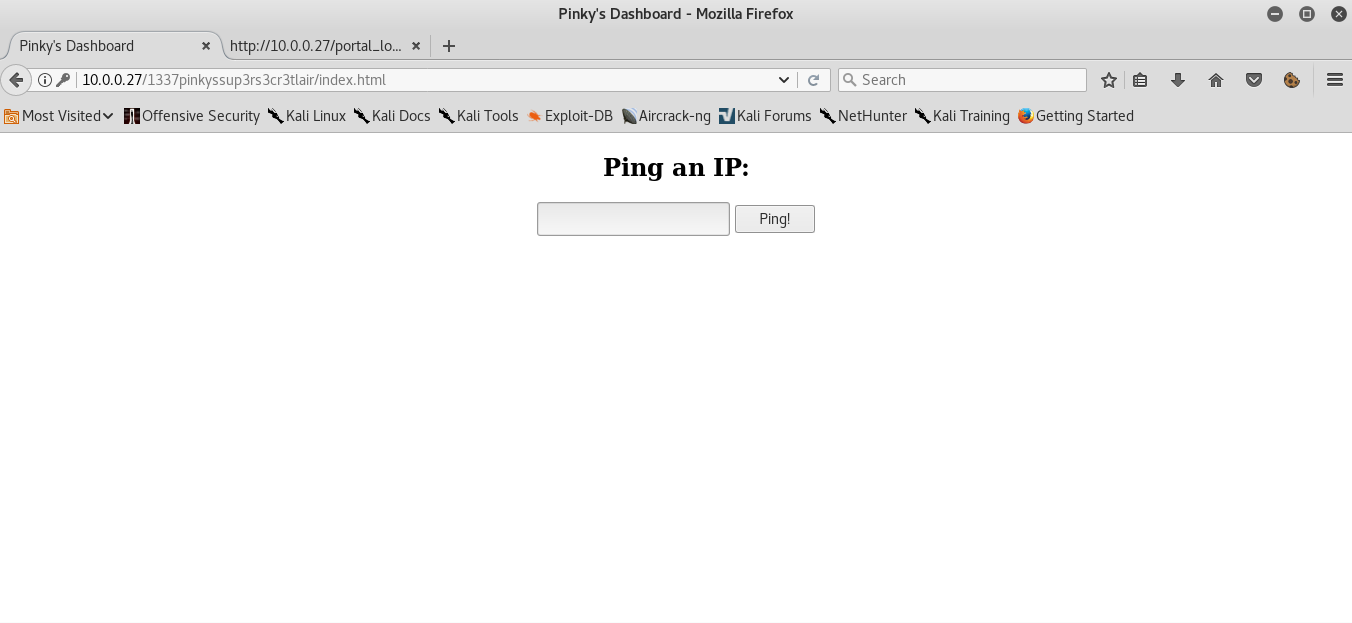 Pinky's Dashboard - Mozilla Firefox
Pinky's Dashboard http://10.0.0.27/portal_lo...
10.0.0.27/1337pinkyssup3rs3cr3tlair/index.html Search
Most Visited Offensive Security Kali Linux Kali Docs Kali Tools Exploit-DB Aircrack-ng Kali Forums NetHunter Kali Training Getting Started
Ping an IP:
Ping!